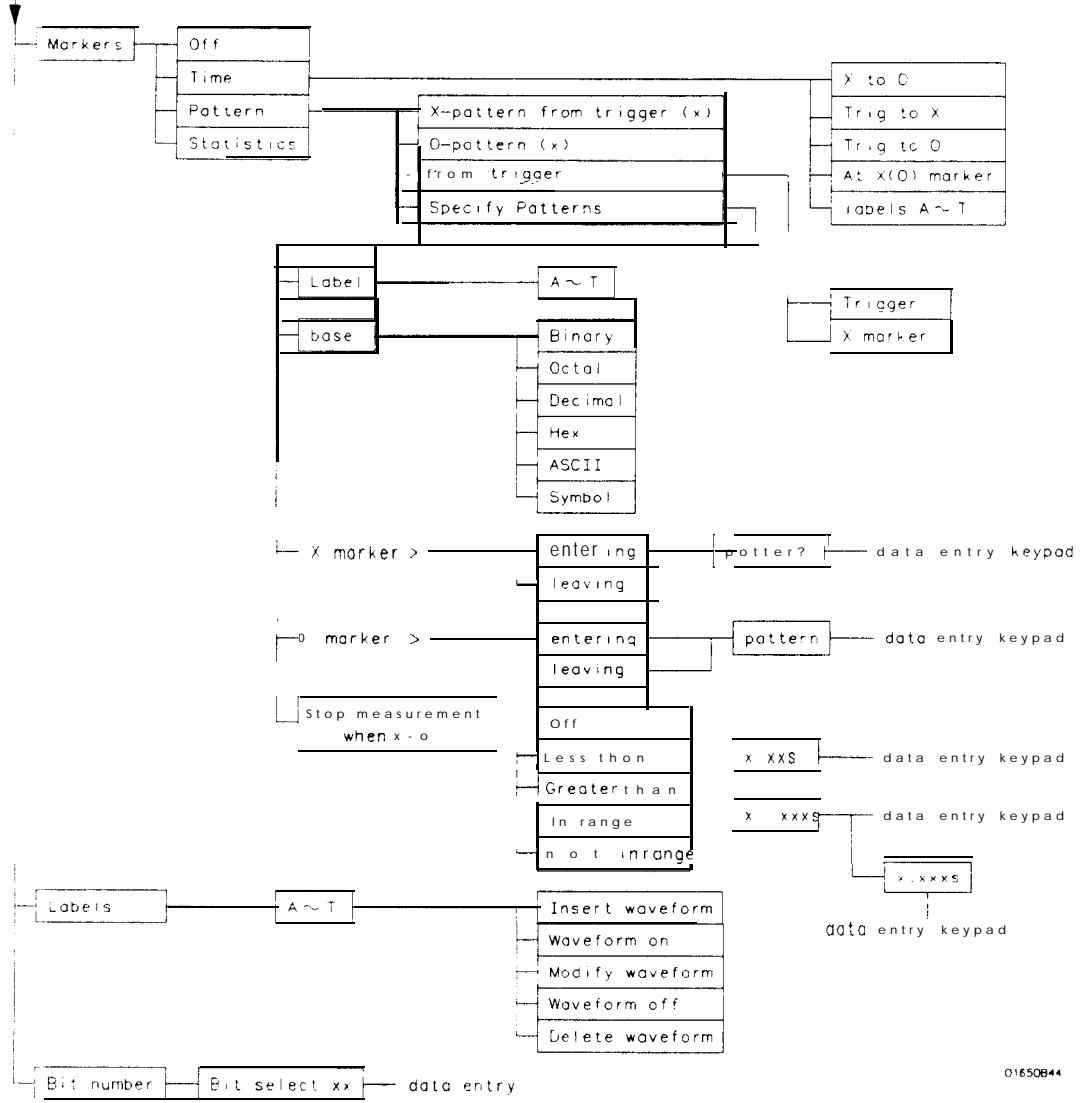 Markers
Off
Time
Pattern
Statistics
X-pattern from trigger (x)
O-pattern (x)
from trigger
Specify Patterns
X to O
Trig to X
Trig to O
At X(O) marker
labels A~T
Trigger
X marker
Label
A~T
base
Binary
Octal
Decimal
Hex
ASCII
Symbol
X marker >
entering
leaving
potter?
data entry keypad
o marker >
entering
leaving
pattern
data entry keypad
Stop measurement
when x-o
Off
Less thon
Greater than
In range
not inrange
x xxs
data entry keypad
x xxxs
data entry keypad
x.xxxs
data entry keypad
Labels
A~T
Insert waveform
Waveform on
Modify waveform
Waveform off
Delete waveform
Bit number
Bit select xx
data entry
01650B44